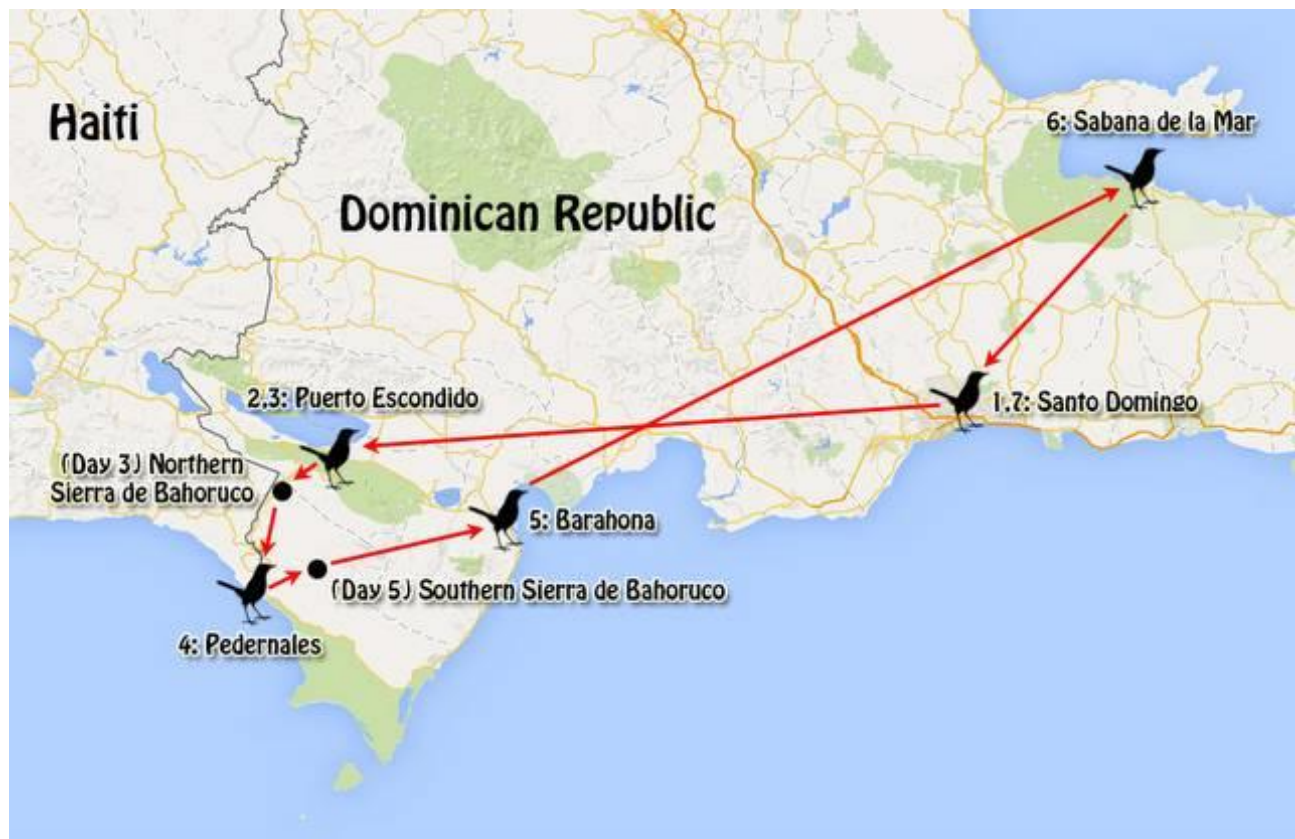 Haiti
6: Sabana de la Mar
Dominican Republic
2,3: Puerto Escondido
1,7: Santo Domingo
(Day 3) Northern
Sierra de Bahoruco
5: Barahona
(Day 5) Southern Sierra de Bahoruco
4: Pedernales